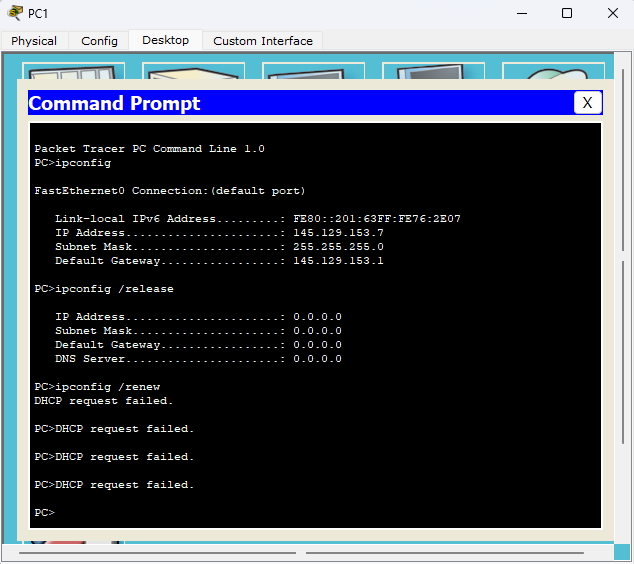 PC1
Physical Config Desktop Custom Interface
Command Prompt X
Packet Tracer PC Command Line 1.0
PC>ipconfig
FastEthernet0 Connection:(default port)
Link-local IPv6 Address.........: FE80::201:63FF:FE76:2E07
IP Address......................: 145.129.153.7
Subnet Mask.....................: 255.255.255.0
Default Gateway.................: 145.129.153.1
PC>ipconfig /release
IP Address......................: 0.0.0.0
Subnet Mask.....................: 0.0.0.0
Default Gateway.................: 0.0.0.0
DNS Server......................: 0.0.0.0
PC>ipconfig /renew
DHCP request failed.
PC>DHCP request failed.
PC>DHCP request failed.
PC>DHCP request failed.
PC>